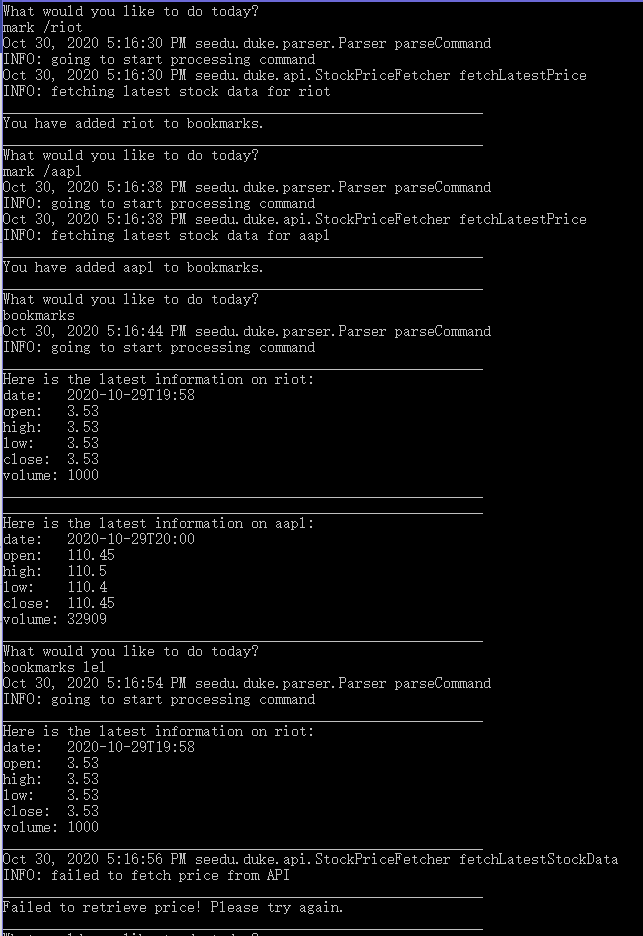 What would you like to do today?
mark /riot
Oct 30, 2020 5:16:30 PM seedu.duke.parser.Parser parseCommand
INFO: going to start processing command
Oct 30, 2020 5:16:30 PM seedu.duke.api.StockPriceFetcher fetchLatestPrice
INFO: fetching latest stock data for riot
You have added riot to bookmarks.
What would you like to do today?
mark /aapl
Oct 30, 2020 5:16:38 PM seedu.duke.parser.Parser parseCommand
INFO: going to start processing command
Oct 30, 2020 5:16:38 PM seedu.duke.api.StockPriceFetcher fetchLatestPrice
INFO: fetching latest stock data for aapl
You have added aapl to bookmarks.
What would you like to do today?
bookmarks
Oct 30, 2020 5:16:44 PM seedu.duke.parser.Parser parseCommand
INFO: going to start processing command
Here is the latest information on riot:
date: 2020-10-29T19:58
open: 3.53
high: 3.53
low: 3.53
close: 3.53
volume: 1000
Here is the latest information on aapl:
date: 2020-10-29T20:00
open: 110.45
high: 110.5
low: 110.4
close: 110.45
volume: 32909
What would you like to do today?
bookmarks lel
Oct 30, 2020 5:16:54 PM seedu.duke.parser.Parser parseCommand
INFO: going to start processing command
Here is the latest information on riot:
date: 2020-10-29T19:58
open: 3.53
high: 3.53
low: 3.53
close: 3.53
volume: 1000
Oct 30, 2020 5:16:56 PM seedu.duke.api.StockPriceFetcher fetchLatestStockData
INFO: failed to fetch price from API
Failed to retrieve price! Please try again.